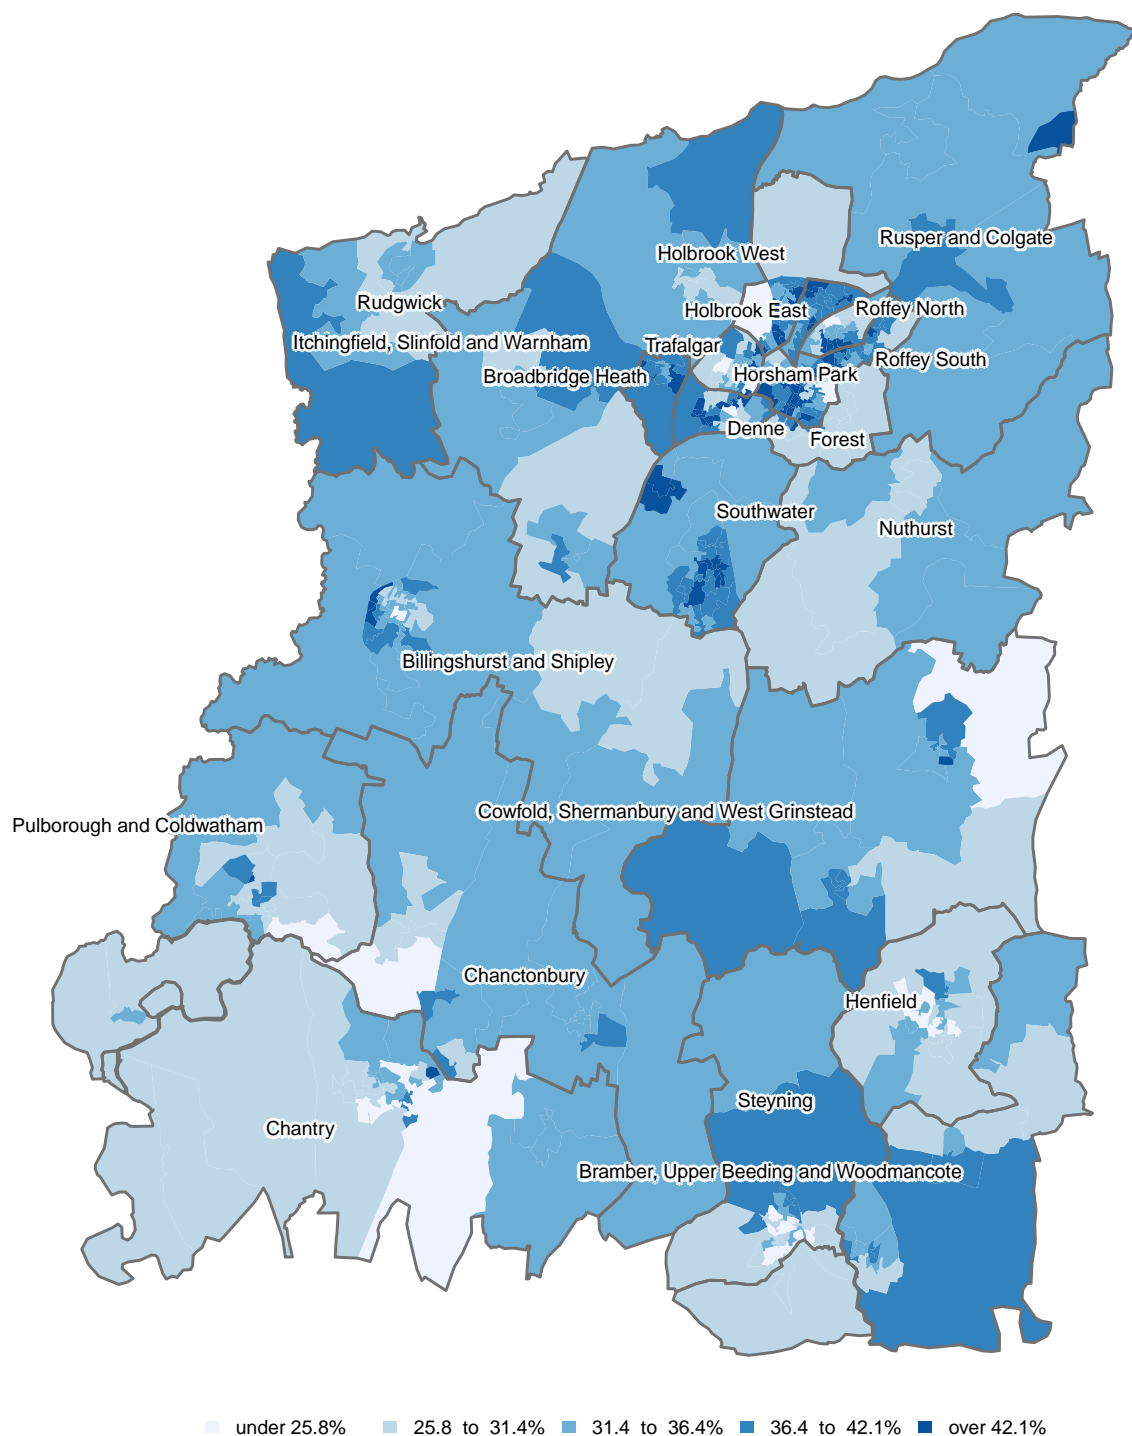 Holbrook West
Rusper and Colgate
Rudgwick
Holbrook East
Roffey North
Itchingfield, Slinfold and Warnham
Trafalgar
Roffey South
Broadbridge Heath
Horsham Park
Denne
Forest
Southwater
Nuthurst
Billingshurst and Shipley
Cowfold, Shermanbury and West Grinstead
Pulborough and Coldwatham
Chanctonbury
Henfield
Steyning
Chantry
Bramber, Upper Beeding and Woodmancote
under 25.8% 25.8 to 31.4% 31.4 to 36.4% 36.4 to 42.1% over 42.1%